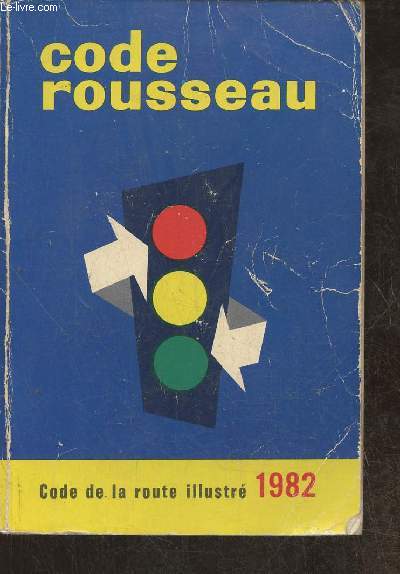 Le-livre.com
code
rousseau
Code de la route illustré 1982